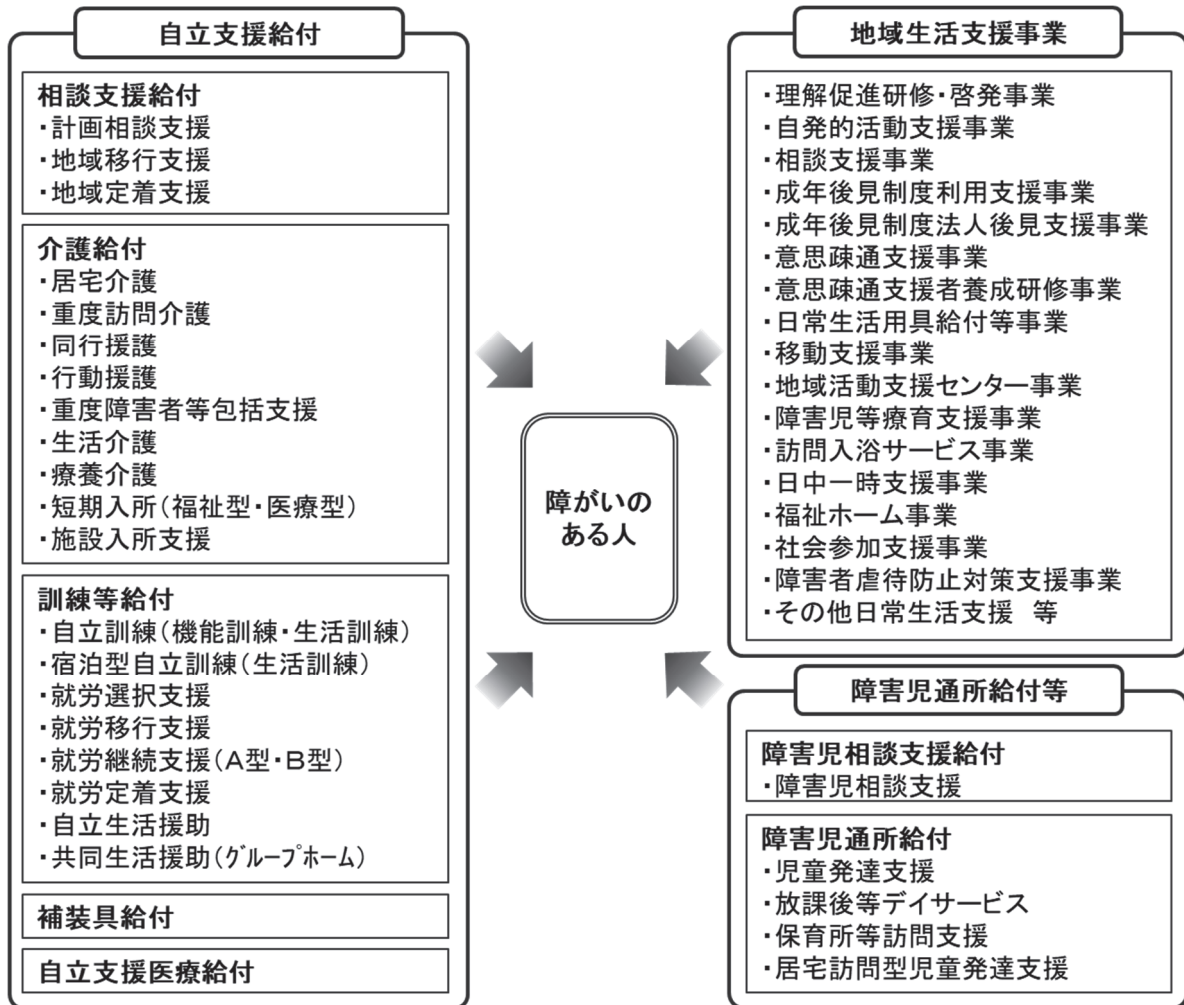 自立支援給付
相談支援給付
・計画相談支援
・地域移行支援
・地域定着支援
介護給付
・居宅介護
・重度訪問介護
・同行援護
・行動援護
・重度障害者等包括支援
・生活介護
・療養介護
・短期入所(福祉型・医療型)
・施設入所支援
訓練等給付
・自立訓練(機能訓練・生活訓練)
・宿泊型自立訓練(生活訓練)
・就労選択支援
・就労移行支援
・就労継続支援(A型・B型)
・就労定着支援
・自立生活援助
・共同生活援助(グループホーム)
補装具給付
自立支援医療給付
障がいの
ある人
地域生活支援事業
・理解促進研修・啓発事業
・自発的活動支援事業
・相談支援事業
・成年後見制度利用支援事業
・成年後見制度法人後見支援事業
・意思疎通支援事業
・意思疎通支援者養成研修事業
・日常生活用具給付等事業
・移動支援事業
・地域活動支援センター事業
・障害児等療育支援事業
・訪問入浴サービス事業
・日中一時支援事業
・福祉ホーム事業
・社会参加支援事業
・障害者虐待防止対策支援事業
・その他日常生活支援 等
障害児通所給付等
障害児相談支援給付
・障害児相談支援
障害児通所給付
・児童発達支援
・放課後等デイサービス
・保育所等訪問支援
・居宅訪問型児童発達支援